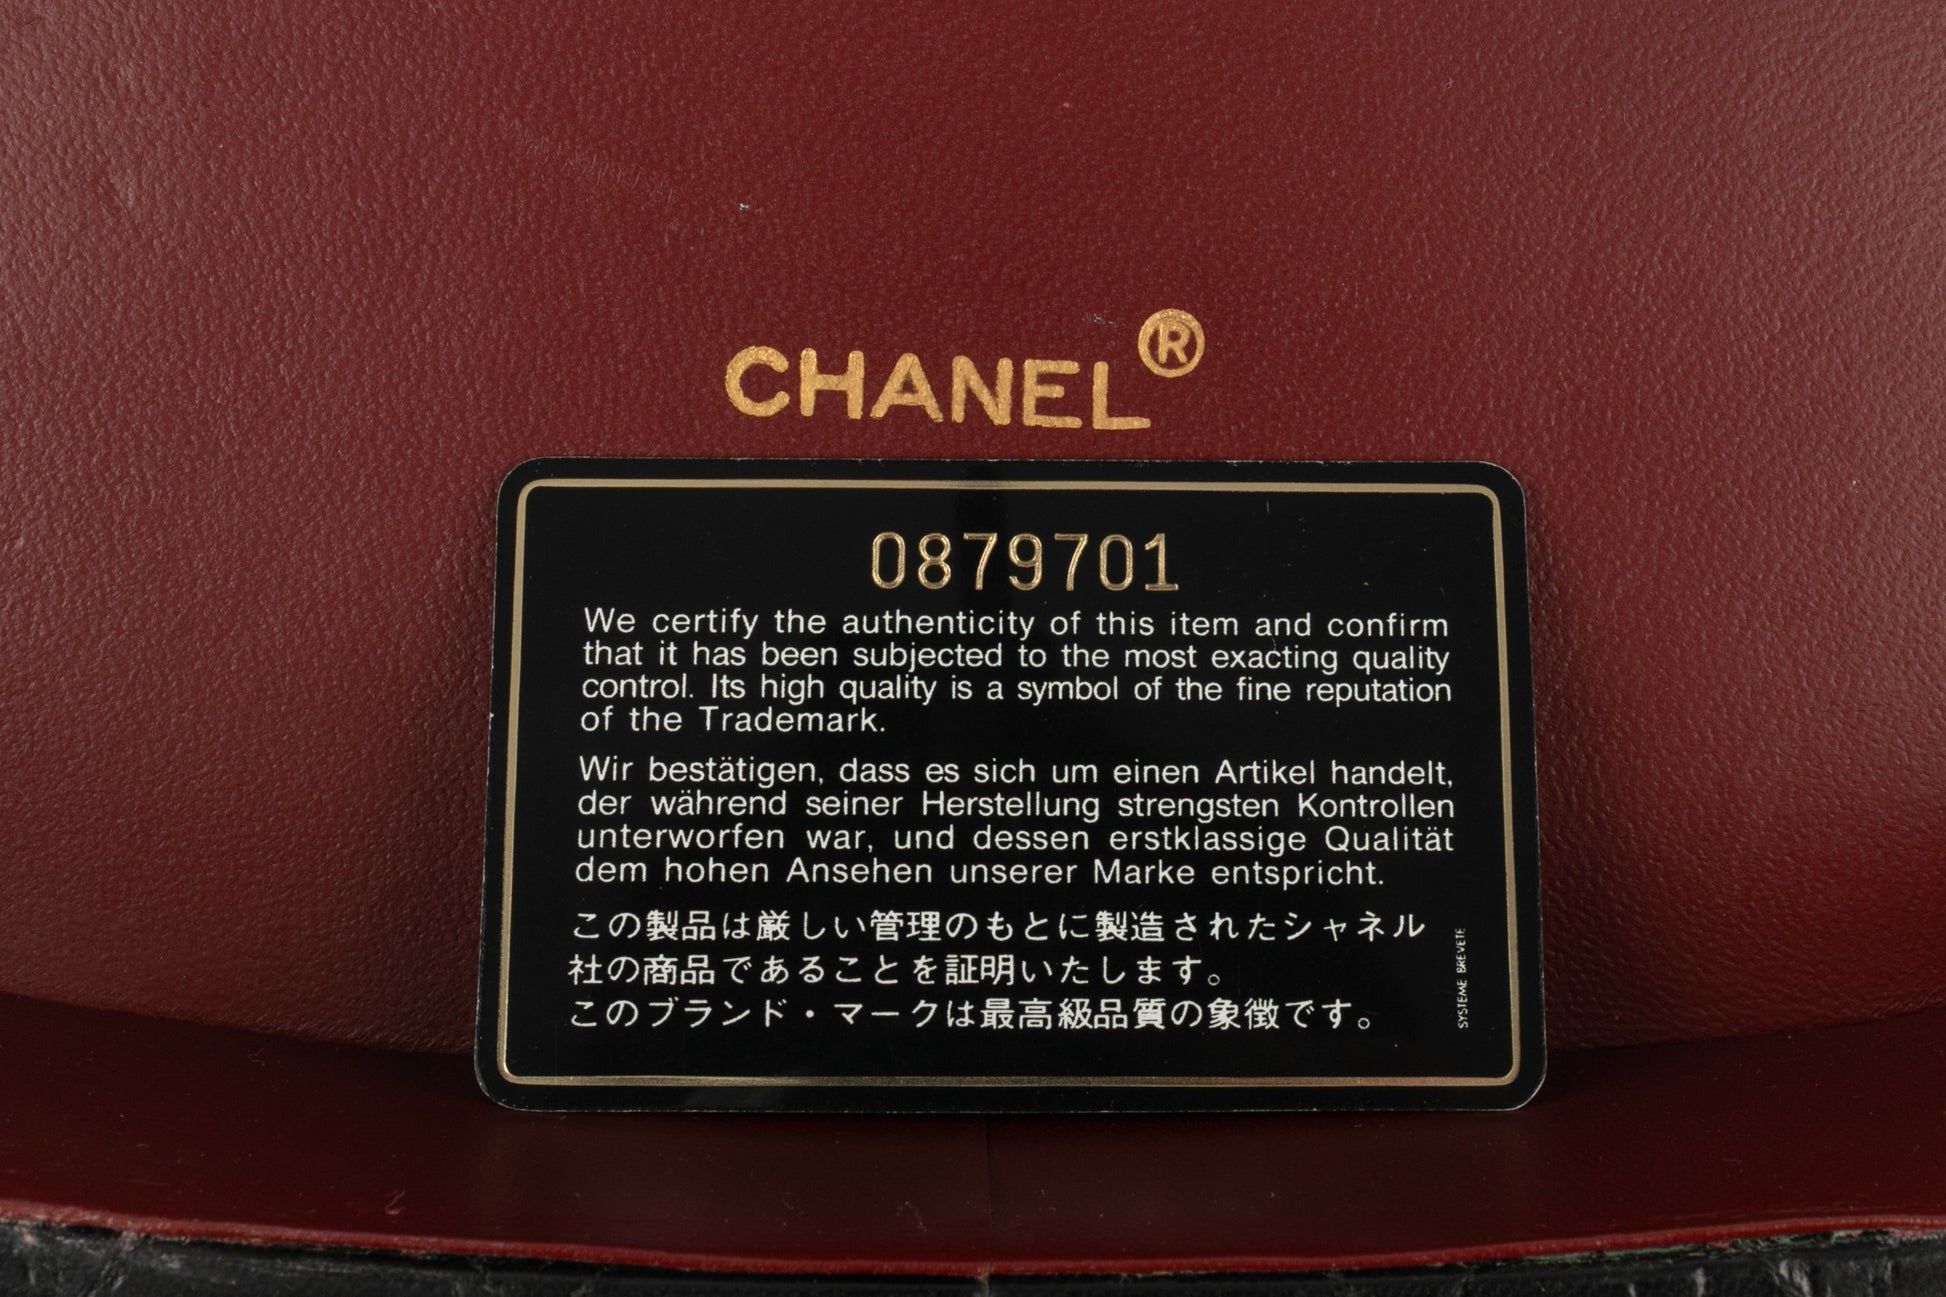 CHANEL®
0879701
We certify the authenticity of this item and confirm
that it has been subjected to the most exacting quality
control. Its high quality is a symbol of the fine reputation
of the Trademark.
Wir bestätigen, dass es sich um einen Artikel handelt,
der während seiner Herstellung strengsten Kontrollen
unterworfen war, und dessen erstklassige Qualität
dem hohen Ansehen unserer Marke entspricht.
この製品は厳しい管理のもとに製造されたシャネル
社の商品であることを証明いたします。
このブランド・マークは最高級品質の象徴です。
SYSTEME BREVETE